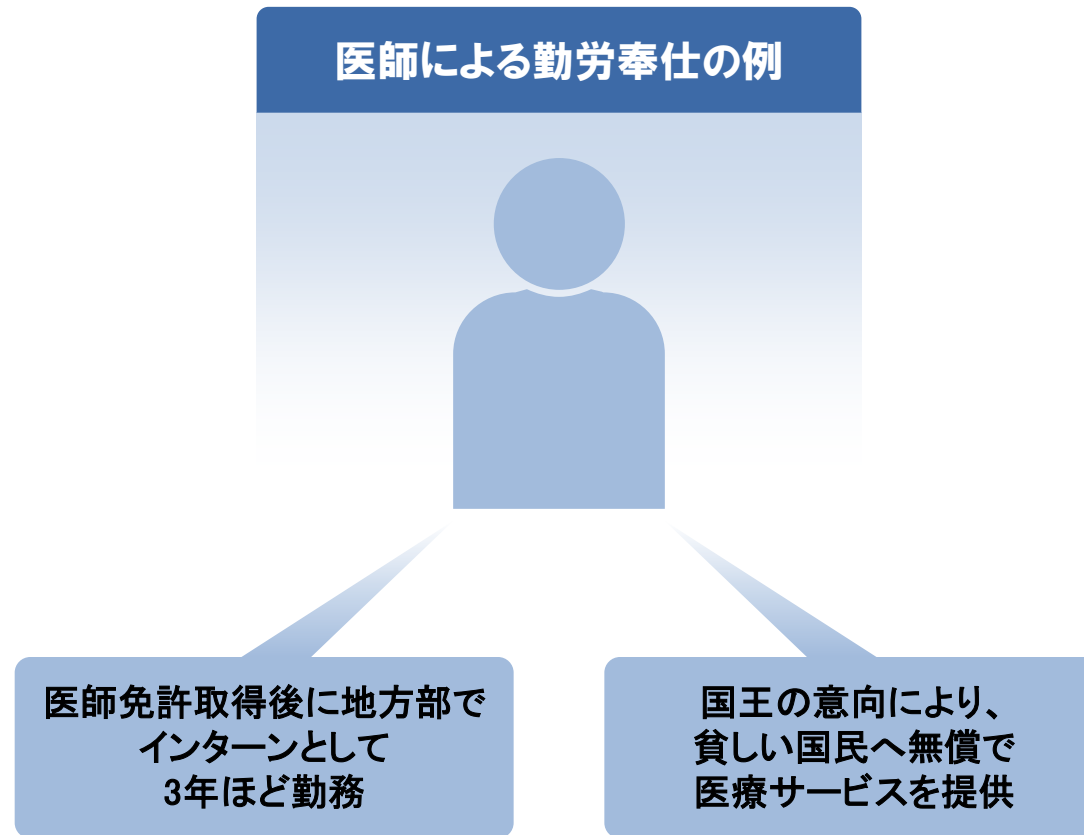 医師による勤労奉仕の例
医師免許取得後に地方部で
インターンとして
3年ほど勤務
国王の意向により、
貧しい国民へ無償で
医療サービスを提供